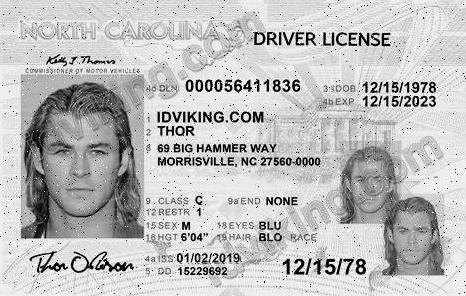 NORTH CAROLINA DRIVER LICENSE
Kelly J. Thomas
COMMISSIONER OF MOTOR VEHICLES
4d DLN 000056411836 3 DOB 12/15/1978
4b EXP 12/15/2023
1 IDVIKING.COM
2 THOR
8 69 BIG HAMMER WAY
MORRISVILLE, NC 27560-0000
9 CLASS C 9a END NONE
12 RESTR 1
15 SEX M 18 EYES BLU
16 HGT 6'04" 19 HAIR BLO RACE
4a ISS 01/02/2019
5 DD 15229692
12/15/78
Thor Odinson
idviking.com